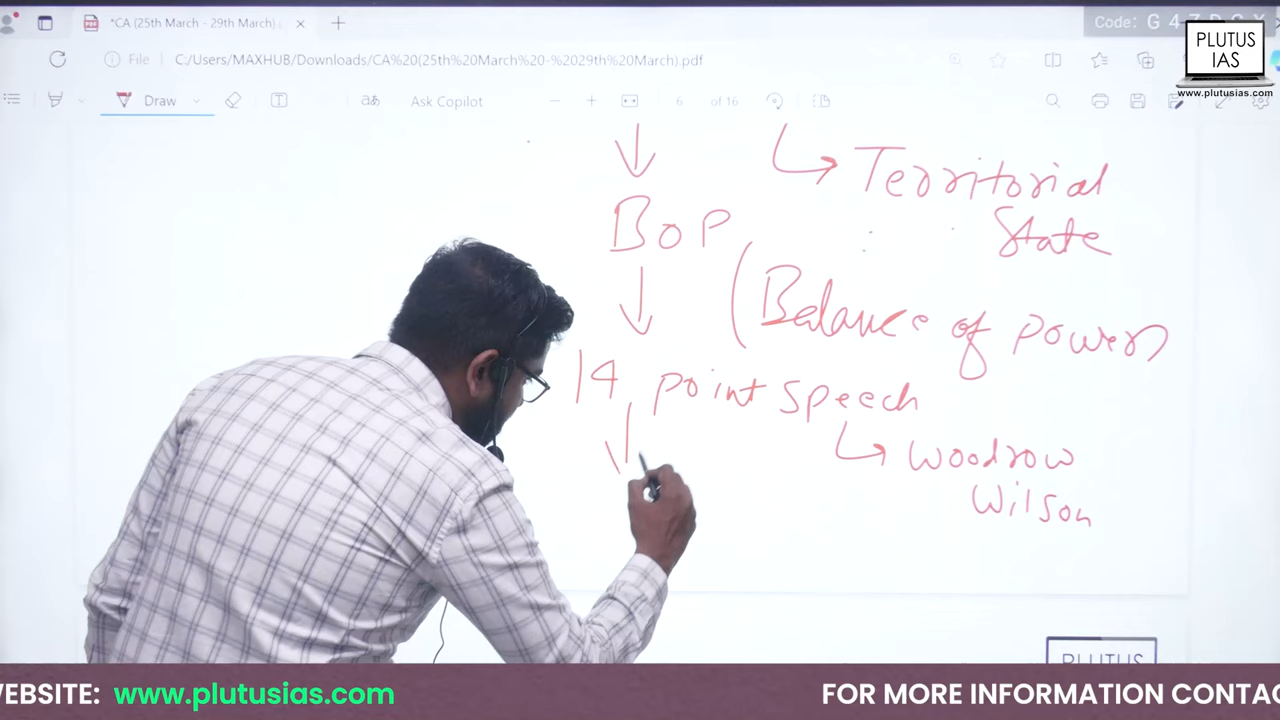 *CA (25th March - 29th March)
Code: G 4 7
PLUTUS
IAS
www.plutusias.com
File
C:/Users/MAXHUB/Downloads/CA%20(25th%20March%20-%2029th%20March).pdf
Draw
Ask Copilot
6 of 16
Territorial
State
BOP
(Balance of power)
14 point speech
Woodrow
Wilson
PLUTUS
WEBSITE: www.plutusias.com
FOR MORE INFORMATION CONTAC